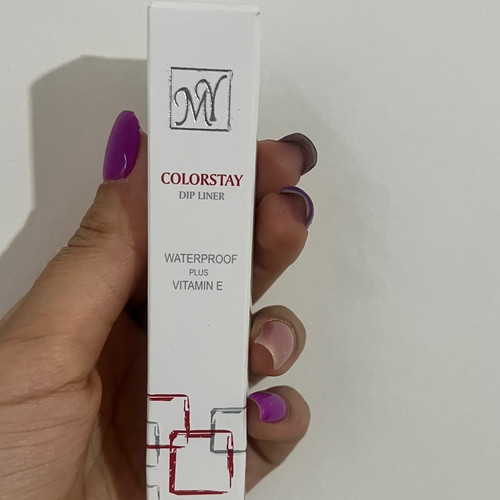 MY
COLORSTAY
DIP LINER
WATERPROOF
PLUS
VITAMIN E